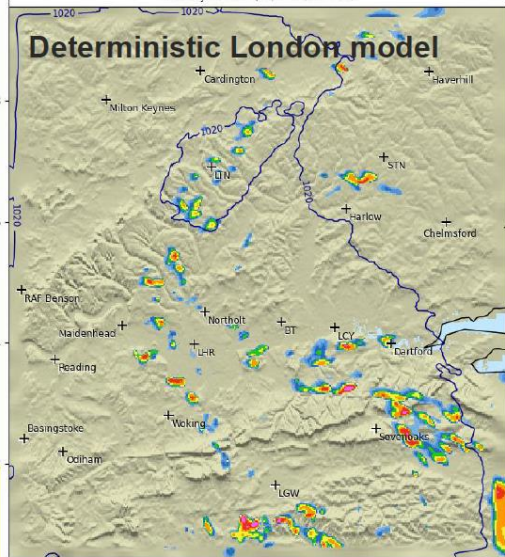 1020
1020
Deterministic London model
Cardington
Haverhill
Milton Keynes
1020
LTN
STN
1020
1020
Harlow
Chelmsford
RAF Benson
Northolt
Maidenhead
BT
LCY
LHR
Dartford
Reading
Woking
Basingstoke
Sevenoaks
Odiham
LGW